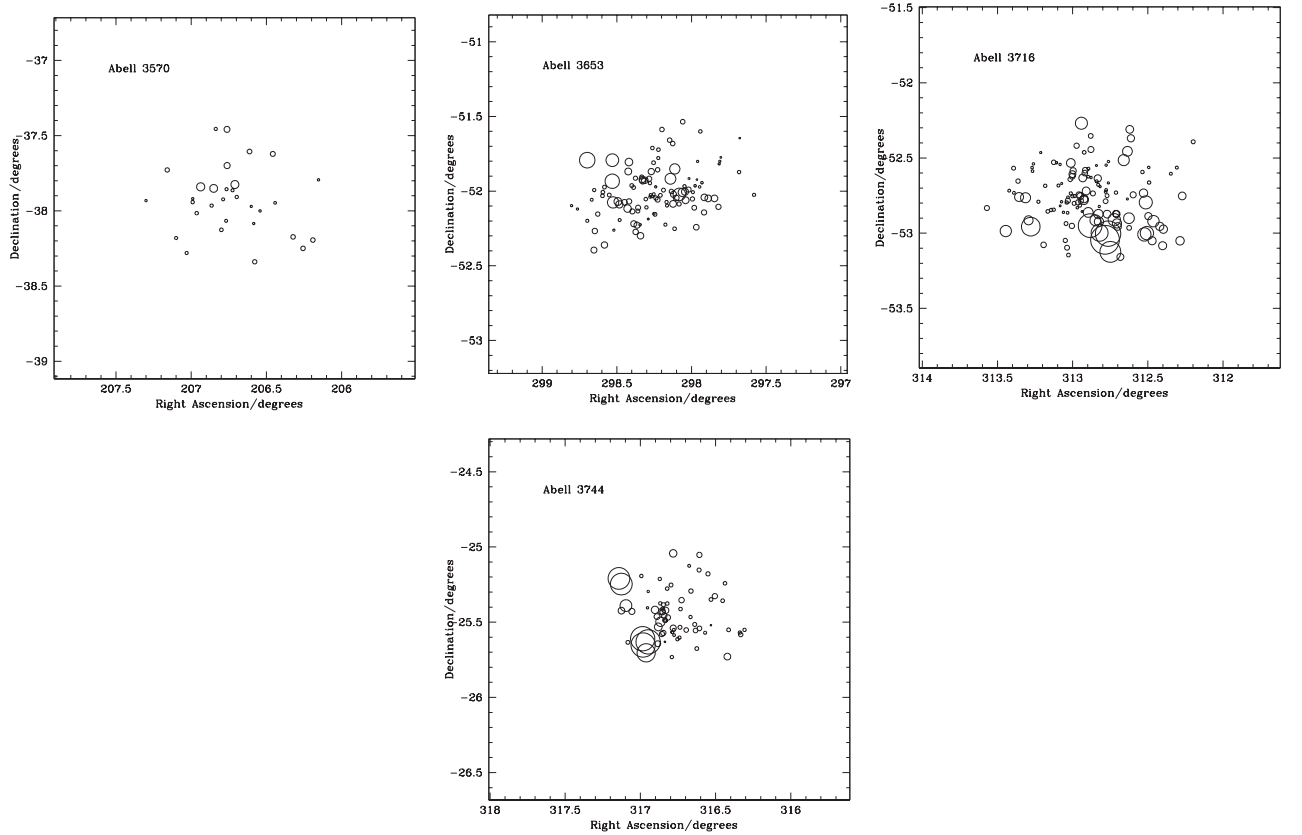 Abell 3570
Declination/degrees
-37
-37.5
-38
-38.5
-39
207.5 207 206.5 206
Right Ascension/degrees
Abell 3653
Declination/degrees
-51
-51.5
-52
-52.5
-53
299 298.5 298 297.5 297
Right Ascension/degrees
Abell 3716
Declination/degrees
-51.5
-52
-52.5
-53
-53.5
314 313.5 313 312.5 312
Right Ascension/degrees
Abell 3744
Declination/degrees
-24.5
-25
-25.5
-26
-26.5
318 317.5 317 316.5 316
Right Ascension/degrees